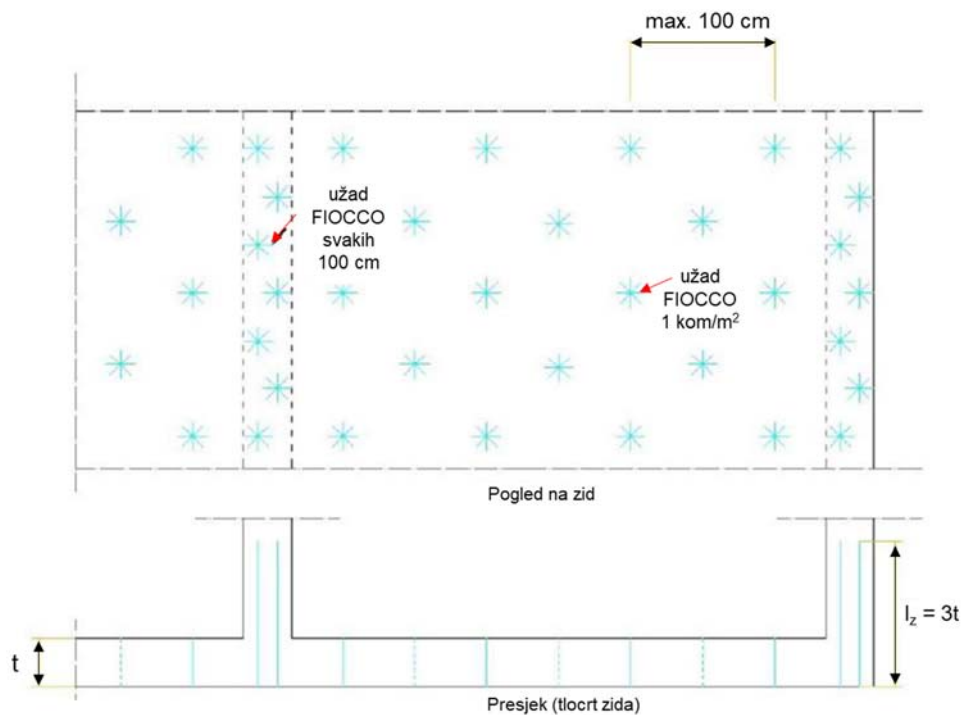 max. 100 cm
užad
FIOCCO
svakih
100 cm
užad
FIOCCO
1 kom/m²
Pogled na zid
t
l_z = 3t
Presjek (tlocrt zida)